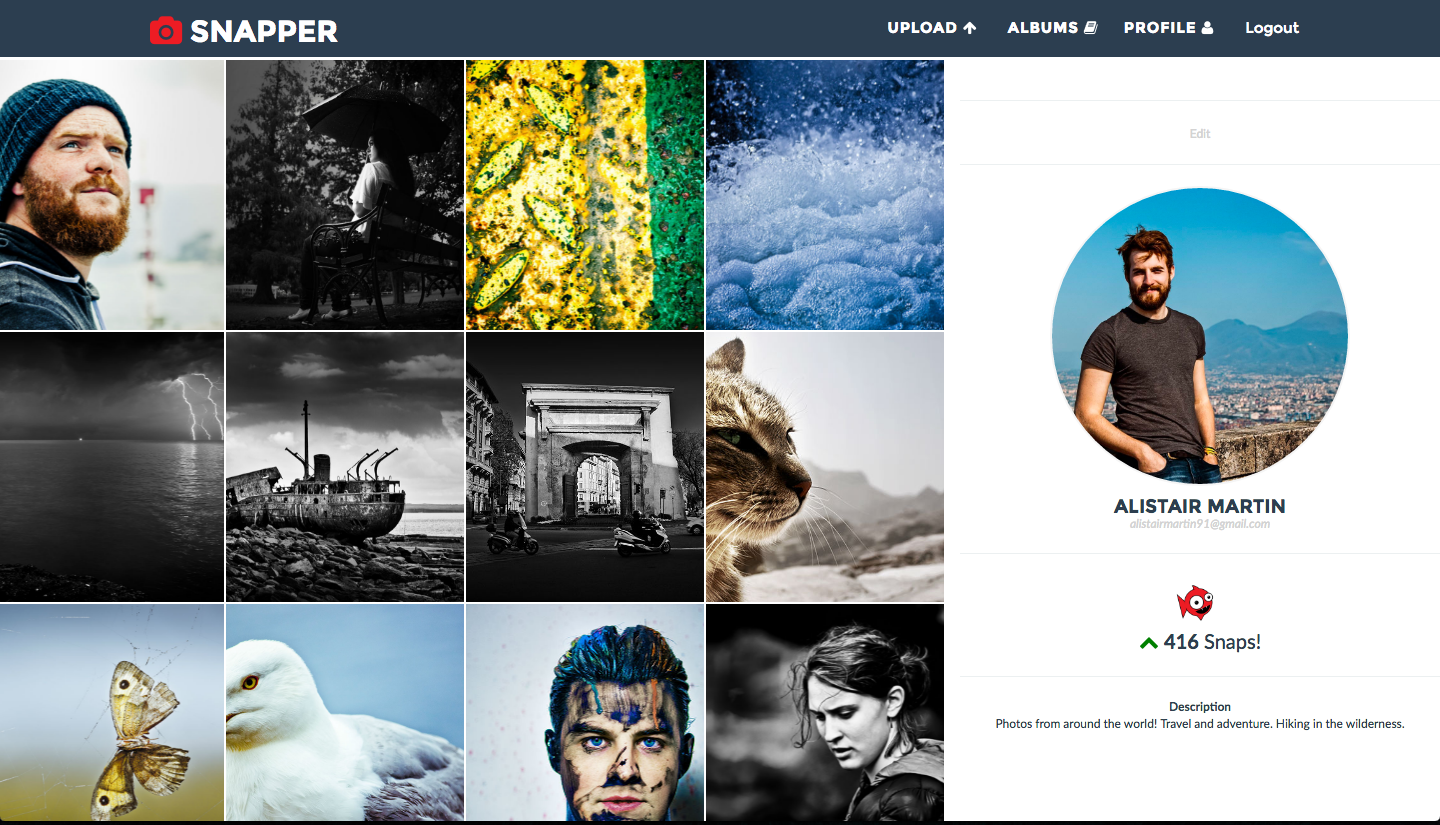 SNAPPER
UPLOAD
ALBUMS
PROFILE
Logout
Edit
ALISTAIR MARTIN
alistairmartin91@gmail.com
416 Snaps!
Description
Photos from around the world! Travel and adventure. Hiking in the wilderness.